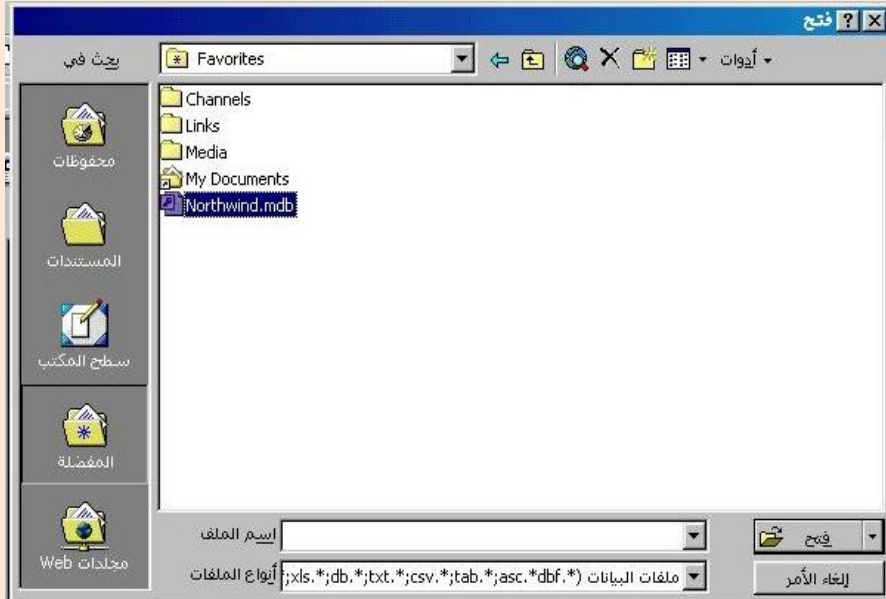 فتح
بحث في
Favorites
أدوات
Channels
Links
Media
My Documents
Northwind.mdb
محفوظات
المستندات
سطح المكتب
المفضلة
مجلدات Web
اسم الملف
فتح
أنواع الملفات
ملفات البيانات (*.xls.*;db.*;txt.*;csv.*;tab.*;asc.*dbf;
إلغاء الأمر